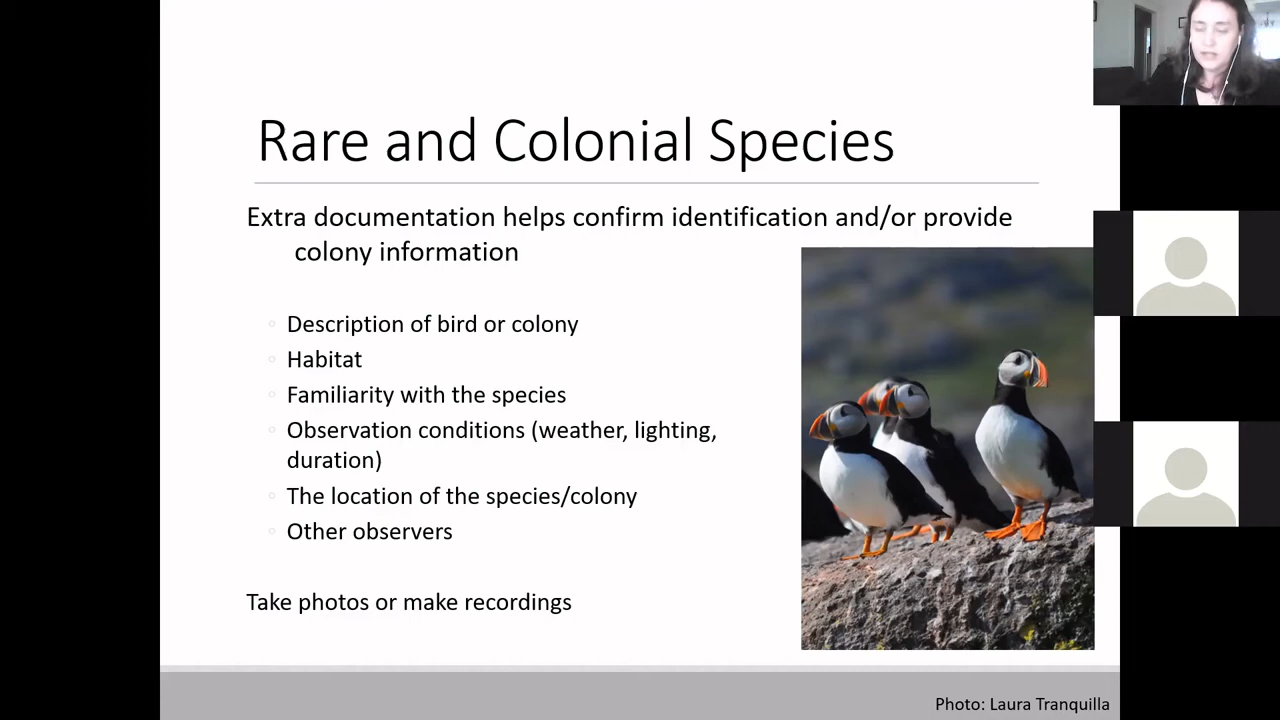 Rare and Colonial Species
Extra documentation helps confirm identification and/or provide
colony information
Description of bird or colony
Habitat
Familiarity with the species
Observation conditions (weather, lighting,
duration)
The location of the species/colony
Other observers
Take photos or make recordings
Photo: Laura Tranquilla